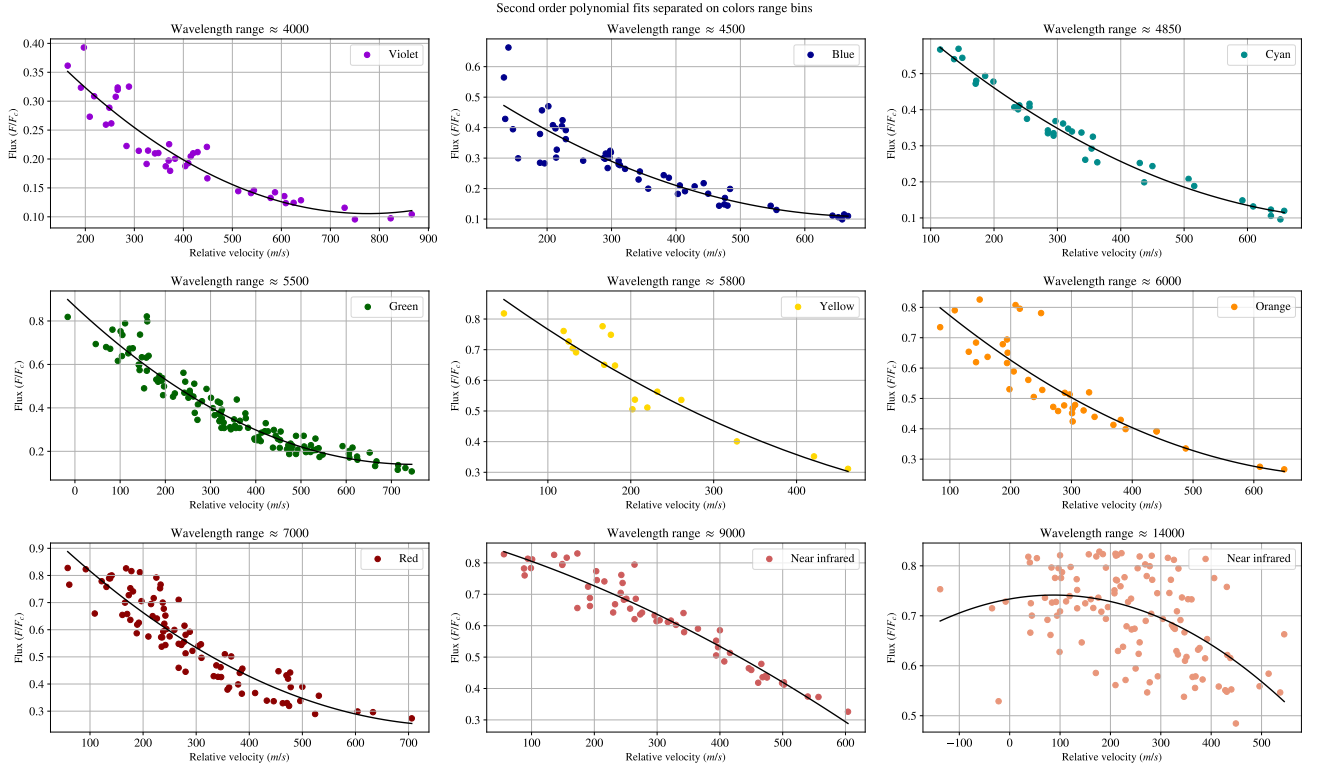 Second order polynomial fits separated on colors range bins
Wavelength range ≈ 4000
Flux (F/Fc)
0.40
0.35
0.30
0.25
0.20
0.15
0.10
Violet
200 300 400 500 600 700 800 900
Relative velocity (m/s)
Wavelength range ≈ 4500
Flux (F/Fc)
0.6
0.5
0.4
0.3
0.2
0.1
Blue
200 300 400 500 600
Relative velocity (m/s)
Wavelength range ≈ 4850
Flux (F/Fc)
0.5
0.4
0.3
0.2
0.1
Cyan
100 200 300 400 500 600
Relative velocity (m/s)
Wavelength range ≈ 5500
Flux (F/Fc)
0.8
0.6
0.4
0.2
Green
0 100 200 300 400 500 600 700
Relative velocity (m/s)
Wavelength range ≈ 5800
Flux (F/Fc)
0.8
0.7
0.6
0.5
0.4
0.3
Yellow
100 200 300 400
Relative velocity (m/s)
Wavelength range ≈ 6000
Flux (F/Fc)
0.8
0.7
0.6
0.5
0.4
0.3
Orange
100 200 300 400 500 600
Relative velocity (m/s)
Wavelength range ≈ 7000
Flux (F/Fc)
0.9
0.8
0.7
0.6
0.5
0.4
0.3
Red
100 200 300 400 500 600 700
Relative velocity (m/s)
Wavelength range ≈ 9000
Flux (F/Fc)
0.8
0.7
0.6
0.5
0.4
0.3
Near infrared
100 200 300 400 500 600
Relative velocity (m/s)
Wavelength range ≈ 14000
Flux (F/Fc)
0.8
0.7
0.6
0.5
Near infrared
−100 0 100 200 300 400 500
Relative velocity (m/s)